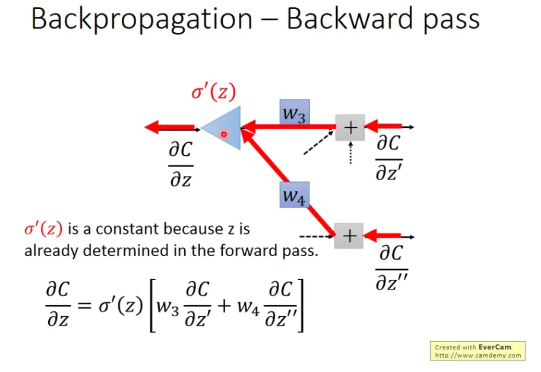 Backpropagation – Backward pass
σ′(z)
w₃
+
∂C
∂z
∂C
∂z′
w₄
σ′(z) is a constant because z is
already determined in the forward pass.
+
∂C
∂z′′
∂C/∂z = σ′(z) [w₃ ∂C/∂z′ + w₄ ∂C/∂z′′]
Created with EverCam.
http://www.camdemy.com